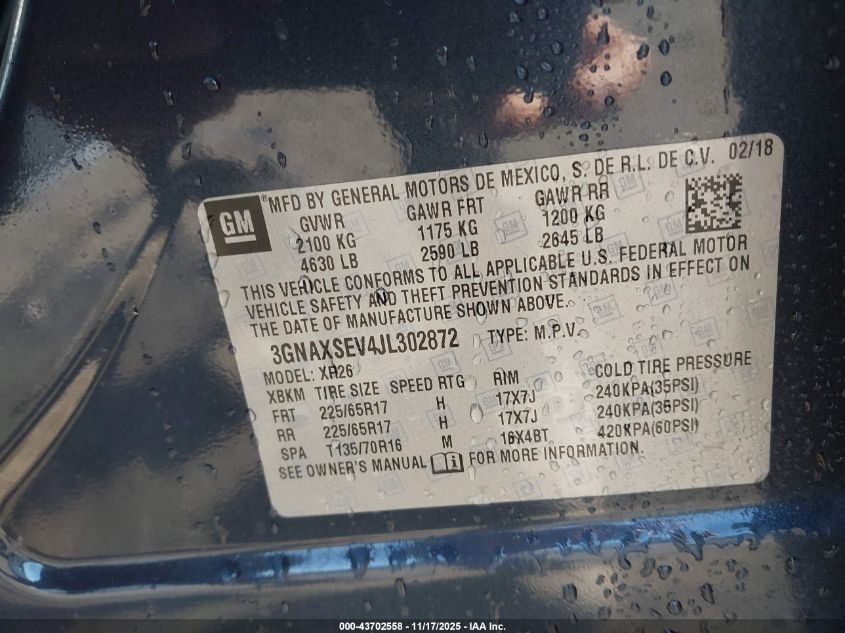 ®MFD BY GENERAL MOTORS DE MEXICO, S. DE R.L. DE C.V. 02/18
GM
GVWR GAWR FRT GAWR RR
2100 KG 1175 KG 1200 KG
4630 LB 2590 LB 2645 LB
THIS VEHICLE CONFORMS TO ALL APPLICABLE U.S. FEDERAL MOTOR
VEHICLE SAFETY AND THEFT PREVENTION STANDARDS IN EFFECT ON
THE DATE OF MANUFACTURE SHOWN ABOVE.
3GNAXSEV4JL302872 TYPE: M.P.V.
MODEL: XR26
XBKM TIRE SIZE SPEED RTG RIM COLD TIRE PRESSURE
FRT 225/65R17 H 17X7J 240KPA(35PSI)
RR 225/65R17 H 17X7J 240KPA(35PSI)
SPA T135/70R16 M 16X4BT 420KPA(60PSI)
SEE OWNER'S MANUAL FOR MORE INFORMATION.
000-43702558 - 11/17/2025 - IAA Inc.